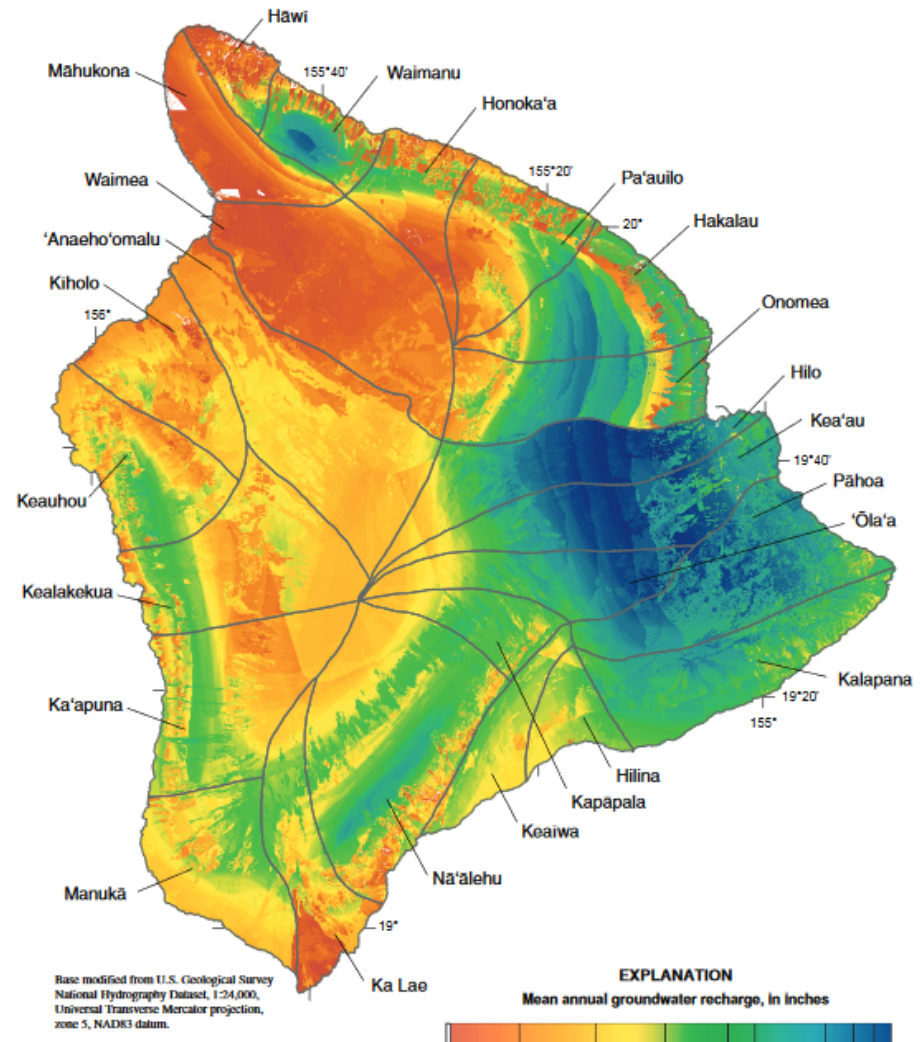 Hāwī
155°40'
Māhukona
Waimanu
Honoka‘a
155°20'
Waimea
Pa‘auilo
20°
Hakalau
‘Anaeho‘omalu
Kiholo
156°
Onomea
Hilo
Kea‘au
19°40'
Keauhou
Pāhoa
‘Ōla‘a
Kealakekua
Kalapana
19°20'
155°
Ka‘apuna
Hilina
Kapāpala
Keaīwa
Nā‘ālehu
Manukā
19°
Ka Lae
Base modified from U.S. Geological Survey
National Hydrography Dataset, 1:24,000,
Universal Transverse Mercator projection,
zone 5, NAD83 datum.
EXPLANATION
Mean annual groundwater recharge, in inches